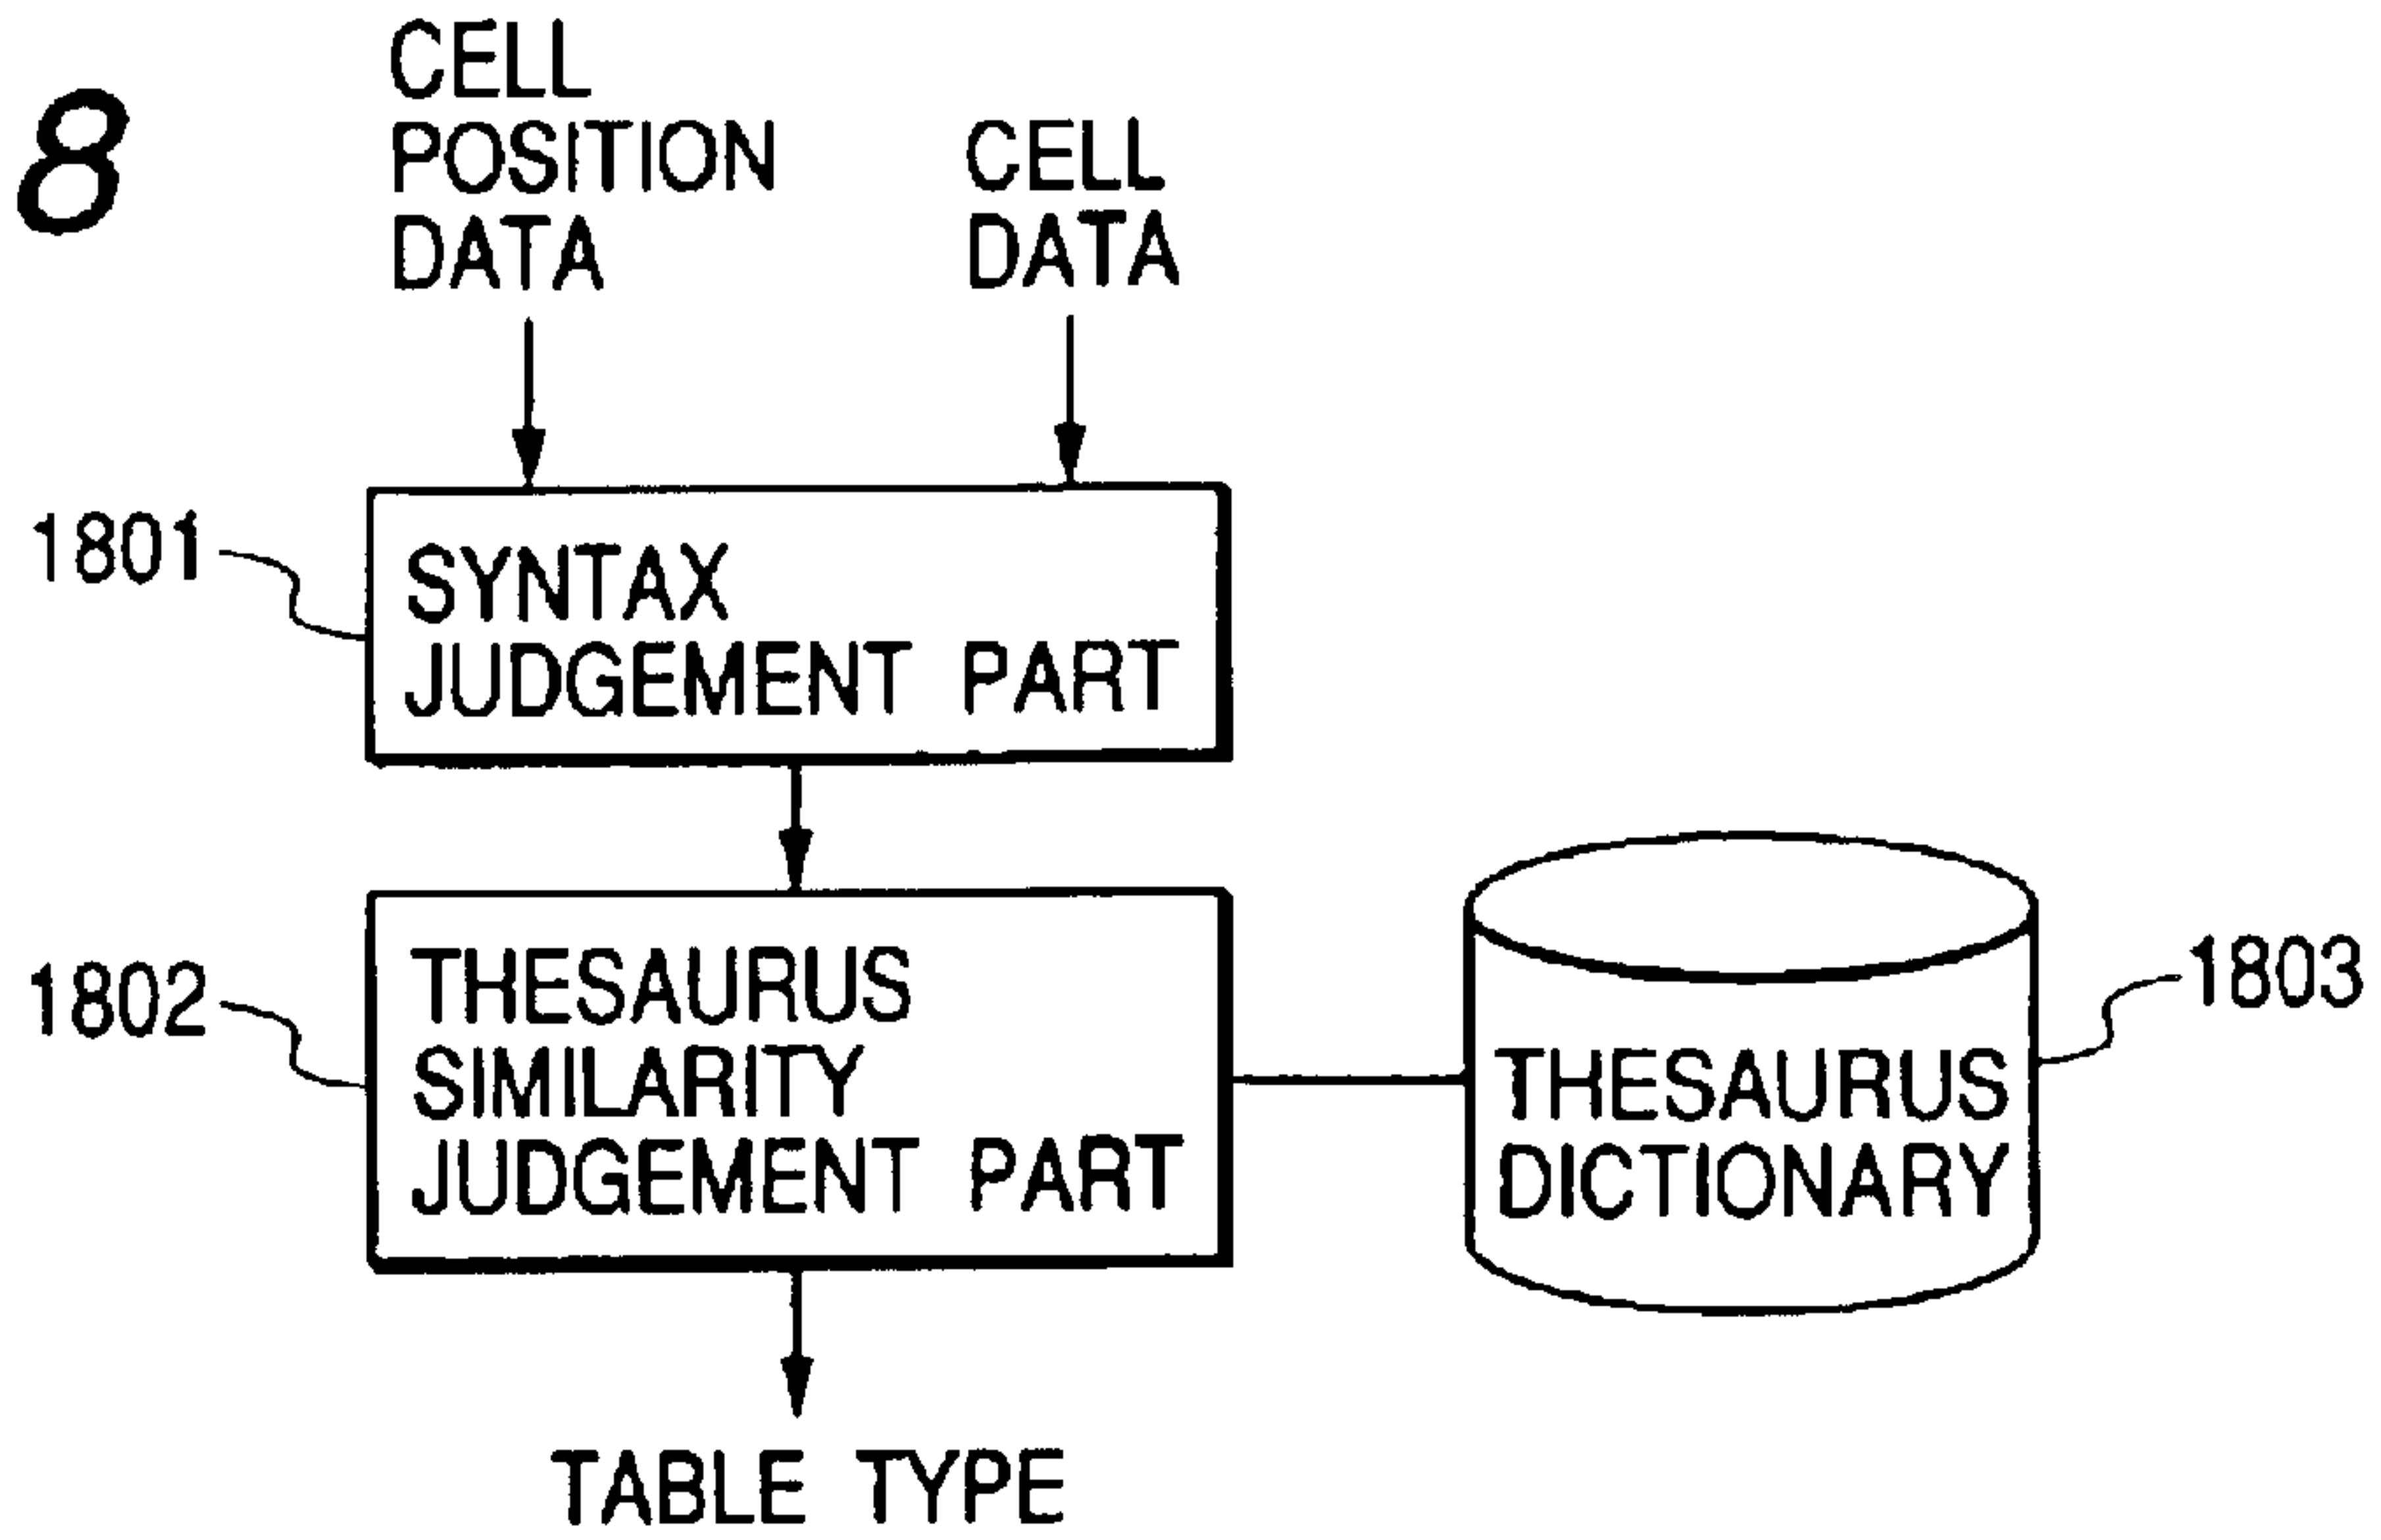 8
CELL
POSITION
DATA
CELL
DATA
1801
SYNTAX
JUDGEMENT PART
1802
THESAURUS
SIMILARITY
JUDGEMENT PART
1803
THESAURUS
DICTIONARY
TABLE TYPE